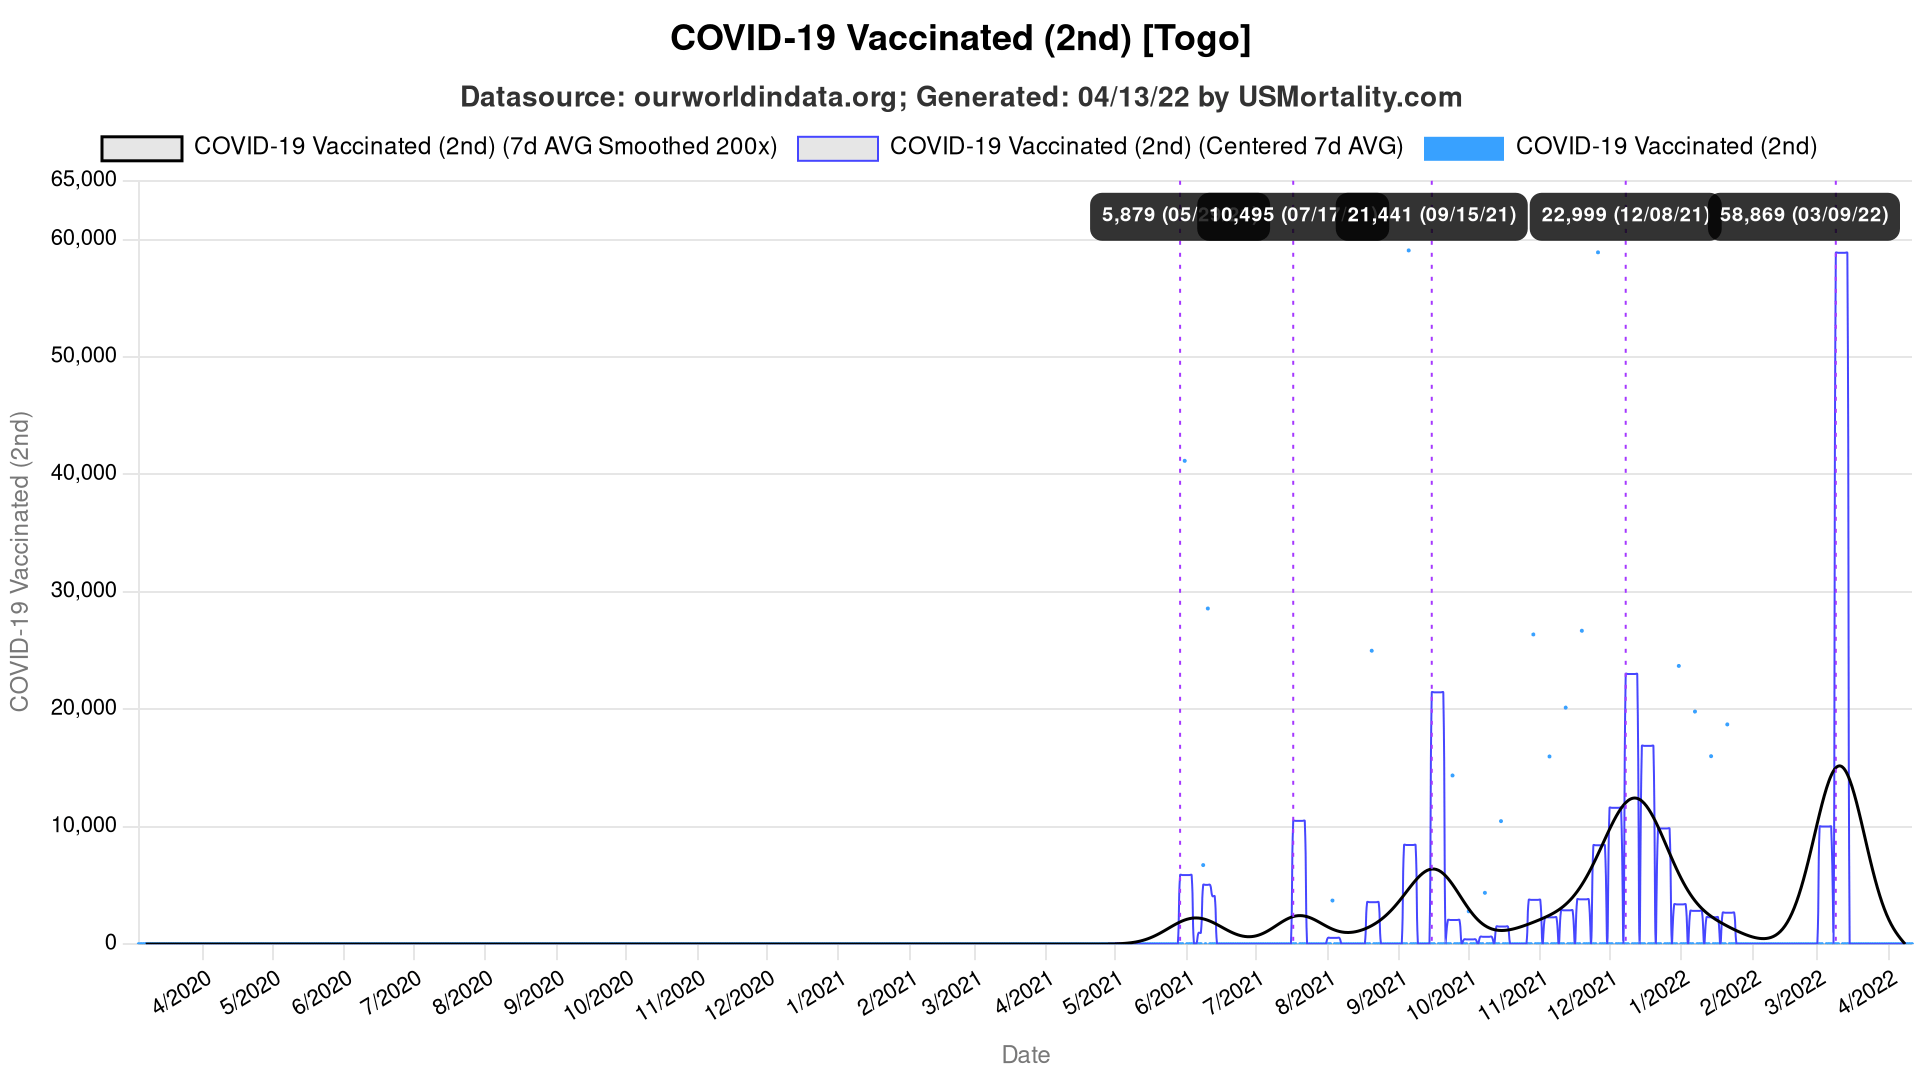 COVID-19 Vaccinated (2nd) [Togo]
Datasource: ourworldindata.org; Generated: 04/13/22 by USMortality.com
COVID-19 Vaccinated (2nd) (7d AVG Smoothed 200x) COVID-19 Vaccinated (2nd) (Centered 7d AVG) COVID-19 Vaccinated (2nd)
5,879 (05/ 10,495 (07/17/ 21,441 (09/15/21) 22,999 (12/08/21) 58,869 (03/09/22)
65,000
60,000
50,000
40,000
30,000
20,000
10,000
0
COVID-19 Vaccinated (2nd)
4/2020 5/2020 6/2020 7/2020 8/2020 9/2020 10/2020 11/2020 12/2020 1/2021 2/2021 3/2021 4/2021 5/2021 6/2021 7/2021 8/2021 9/2021 10/2021 11/2021 12/2021 1/2022 2/2022 3/2022 4/2022
Date